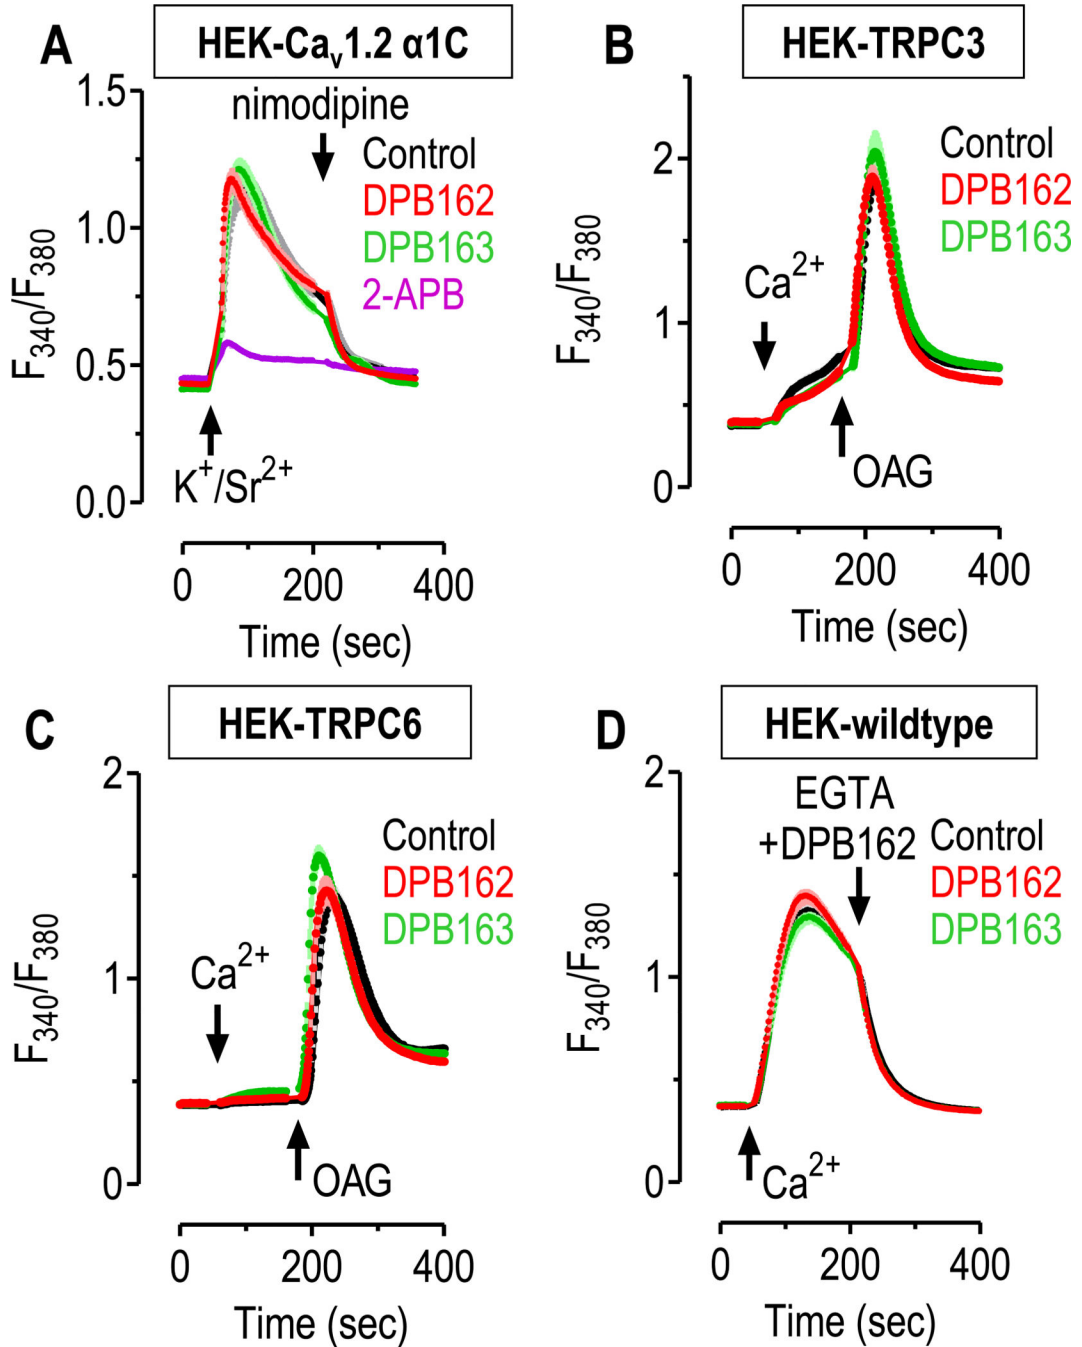 A
HEK-Caᵥ1.2 α1C
nimodipine
Control
DPB162
DPB163
2-APB
K⁺/Sr²⁺
1.5
1.0
0.5
0.0
F₃₄₀/F₃₈₀
0
200
400
Time (sec)
B
HEK-TRPC3
Control
DPB162
DPB163
Ca²⁺
OAG
2
1
0
F₃₄₀/F₃₈₀
0
200
400
Time (sec)
C
HEK-TRPC6
Control
DPB162
DPB163
Ca²⁺
OAG
2
1
0
F₃₄₀/F₃₈₀
0
200
400
Time (sec)
D
HEK-wildtype
EGTA
+DPB162
Control
DPB162
DPB163
Ca²⁺
2
1
0
F₃₄₀/F₃₈₀
0
200
400
Time (sec)